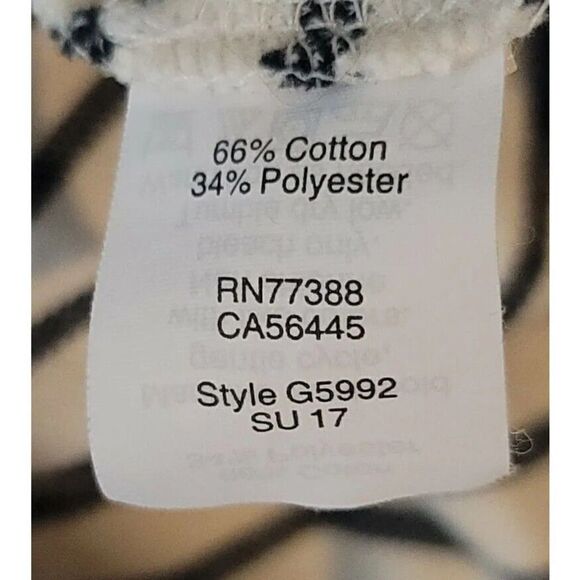 66% Cotton
34% Polyester
RN77388
CA56445
Style G5992
SU 17